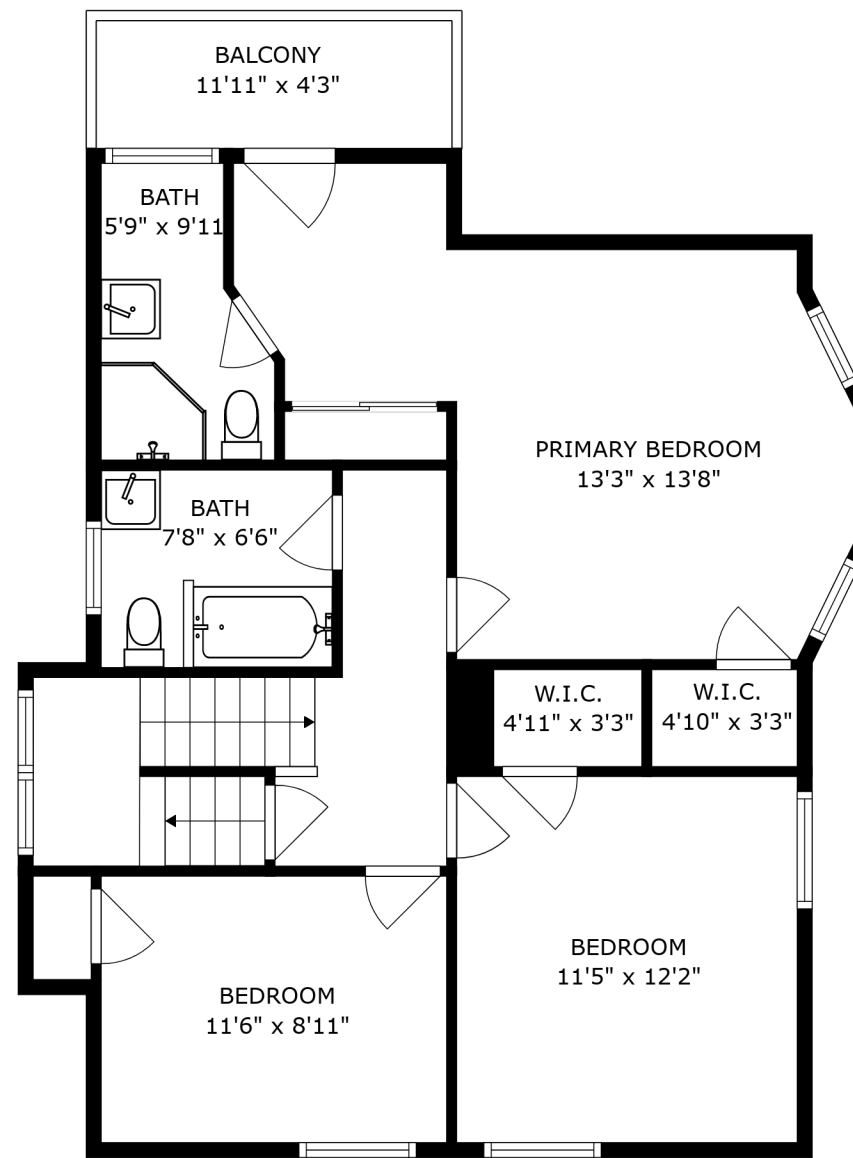 BALCONY
11'11" x 4'3"
BATH
5'9" x 9'11
PRIMARY BEDROOM
13'3" x 13'8"
BATH
7'8" x 6'6"
W.I.C.
4'11" x 3'3"
W.I.C.
4'10" x 3'3"
BEDROOM
11'5" x 12'2"
BEDROOM
11'6" x 8'11"